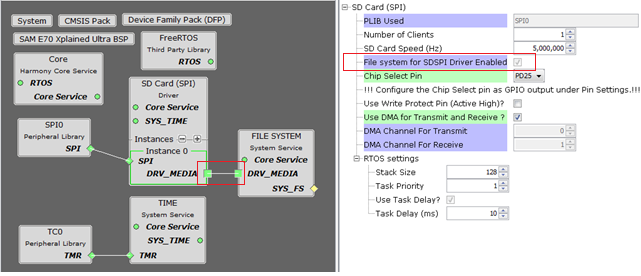 System
CMSIS Pack
Device Family Pack (DFP)
SAM E70 Xplained Ultra BSP
FreeRTOS
Third Party Library
RTOS
Core
Harmony Core Service
RTOS
Core Service
SD Card (SPI)
Driver
Core Service
SYS_TIME
Instances
Instance 0
SPI
DRV_MEDIA
SPI0
Peripheral Library
SPI
FILE SYSTEM
System Service
Core Service
DRV_MEDIA
SYS_FS
TIME
System Service
Core Service
SYS_TIME
TMR
TC0
Peripheral Library
TMR
SD Card (SPI)
PLIB Used SPI0
Number of Clients 1
SD Card Speed (Hz) 5,000,000
File system for SDSPI Driver Enabled
Chip Select Pin PD25
!!! Configure the Chip Select pin as GPIO output under Pin Settings.!!!
Use Write Protect Pin (Active High)?
Use DMA for Transmit and Receive ?
DMA Channel For Transmit 0
DMA Channel For Receive 1
RTOS settings
Stack Size 128
Task Priority 1
Use Task Delay?
Task Delay (ms) 10